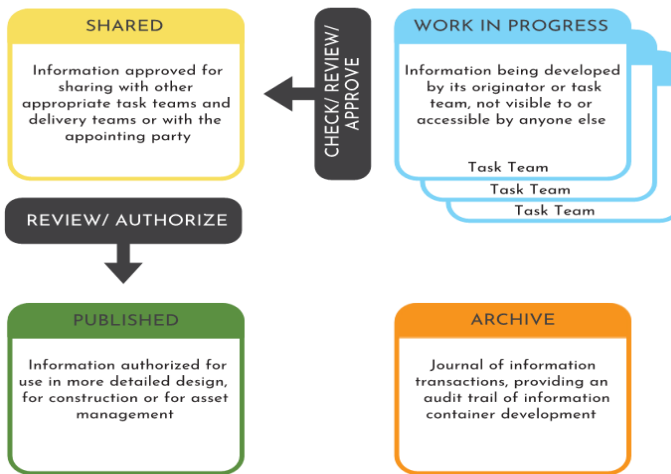 SHARED
Information approved for
sharing with other
appropriate task teams and
delivery teams or with the
appointing party
CHECK/ REVIEW/
APPROVE
WORK IN PROGRESS
Information being developed
by its originator or task
team, not visible to or
accessible by anyone else
Task Team
Task Team
Task Team
REVIEW/ AUTHORIZE
PUBLISHED
Information authorized for
use in more detailed design,
for construction or for asset
management
ARCHIVE
Journal of information
transactions, providing an
audit trail of information
container development